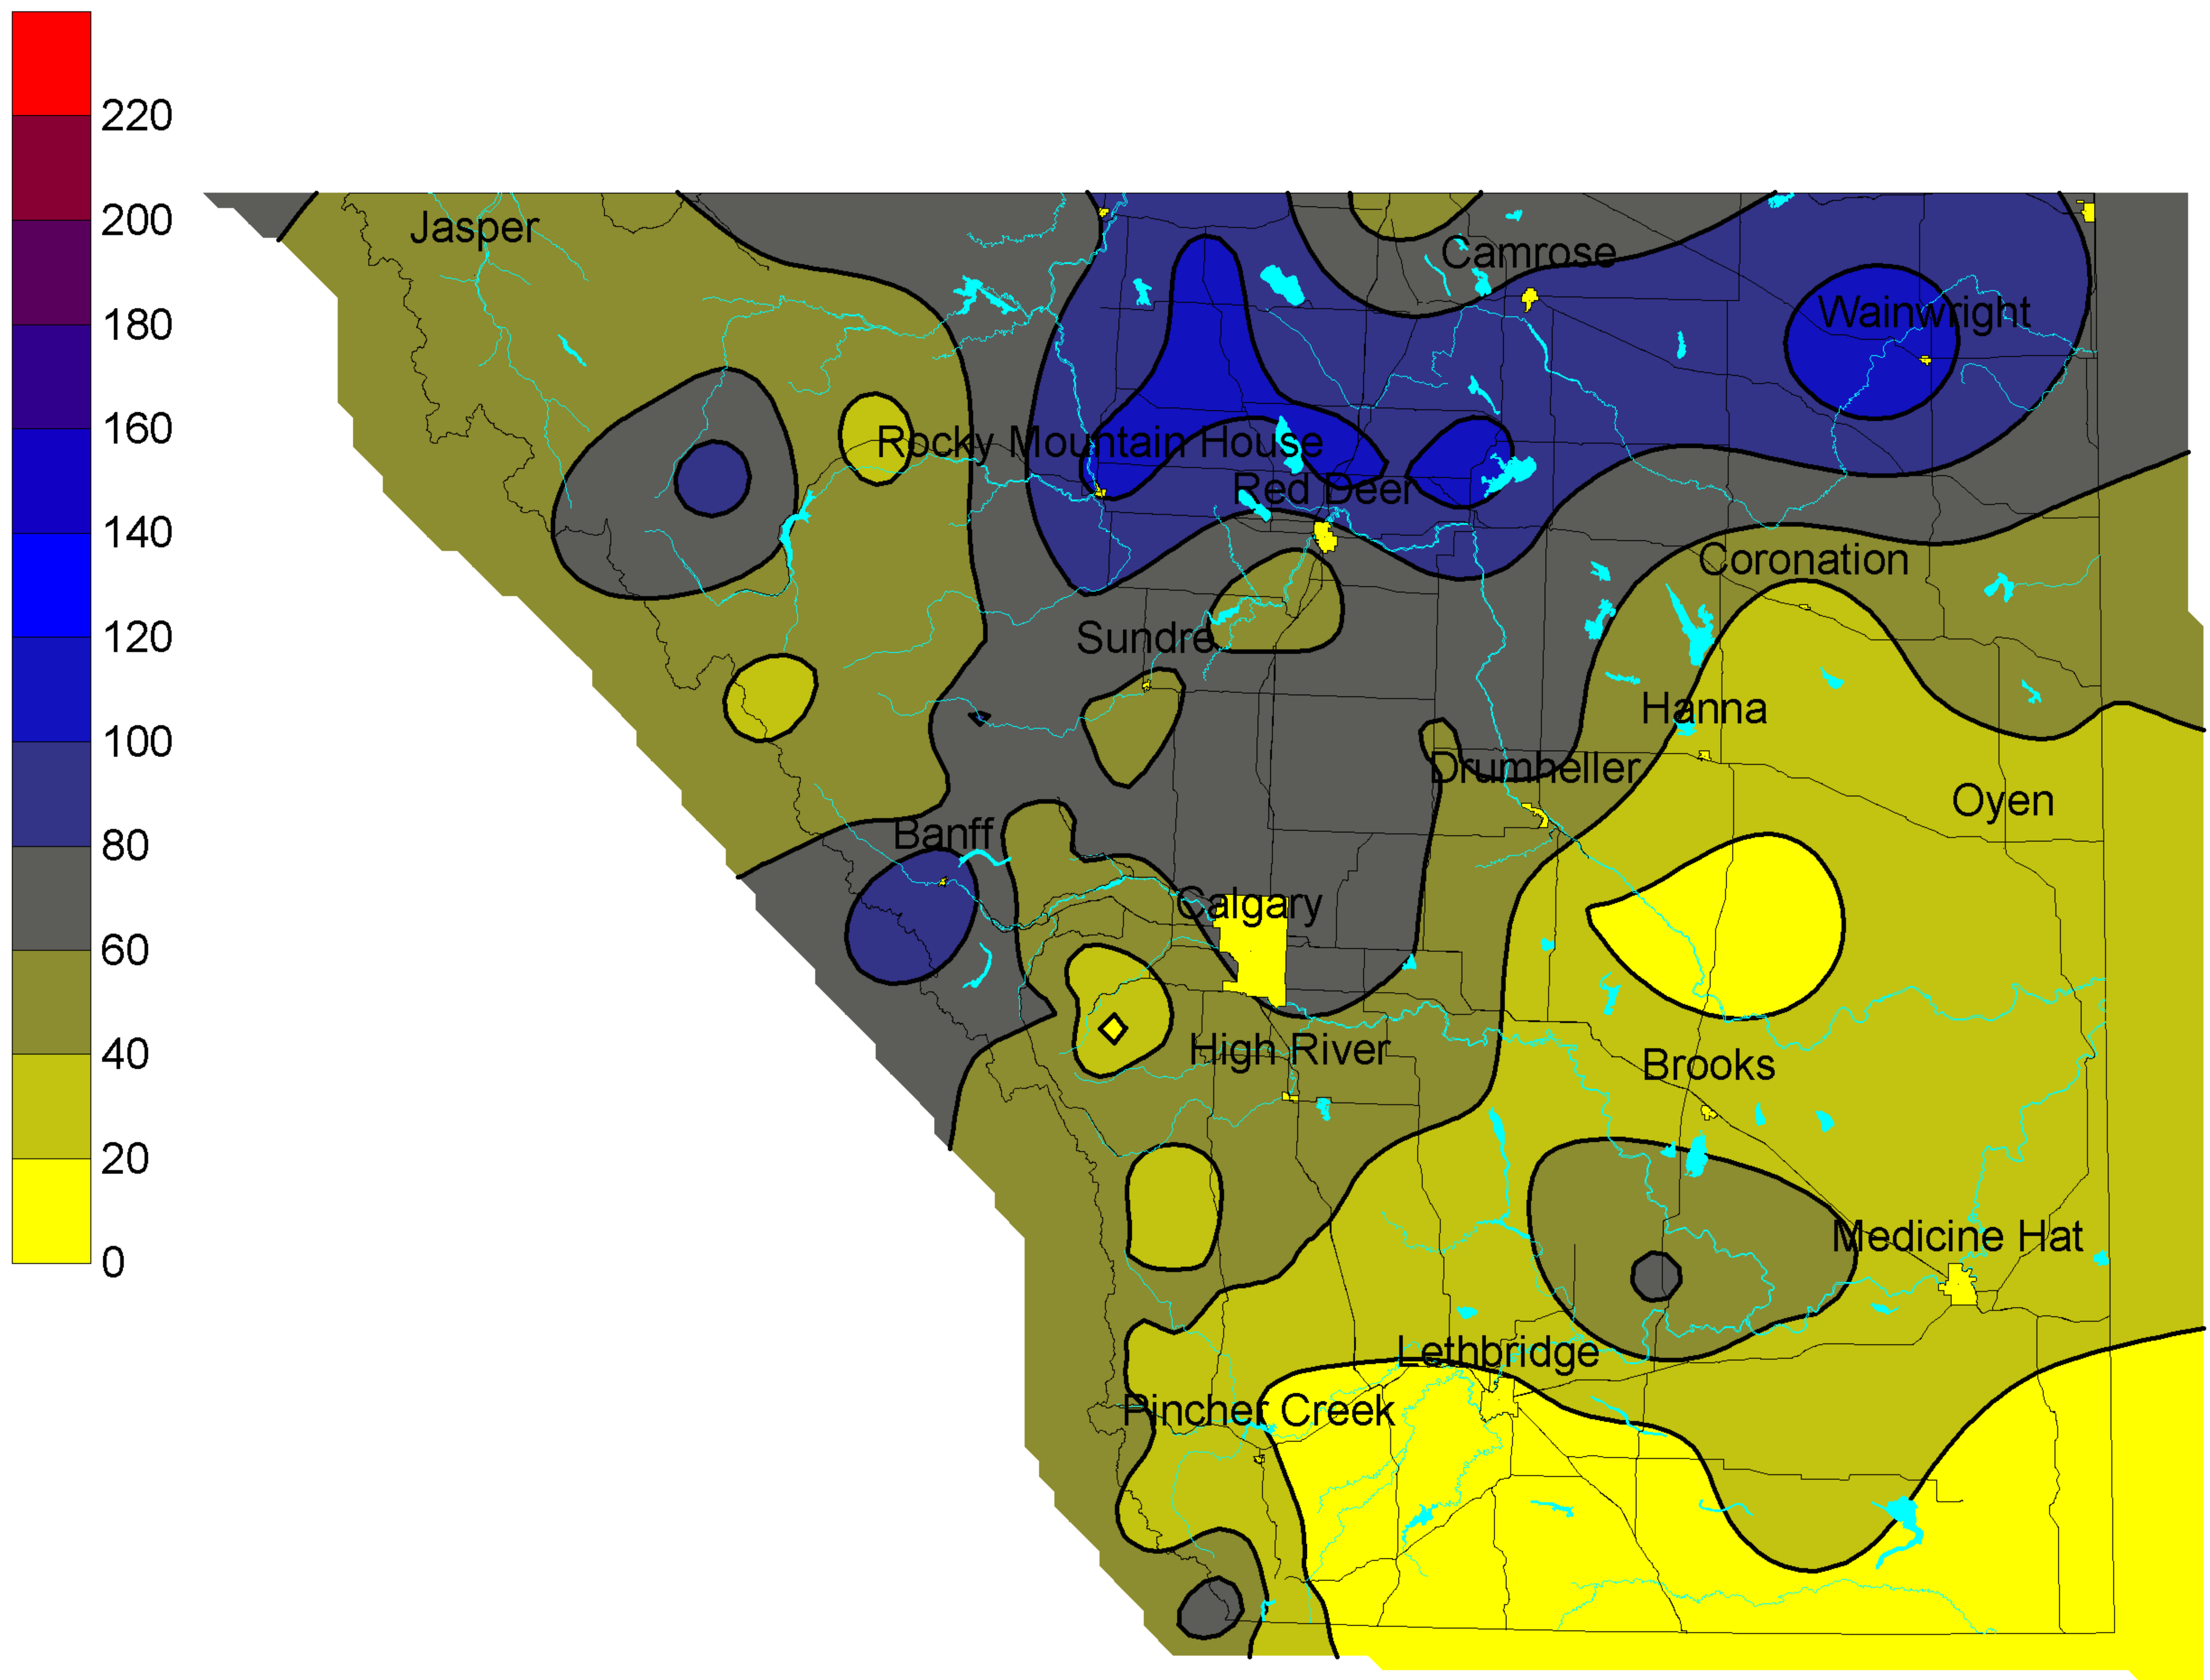 220
200
180
160
140
120
100
80
60
40
20
0
Jasper
Camrose
Wainwright
Rocky Mountain House
Red Deer
Coronation
Sundre
Hanna
Drumheller
Oyen
Banff
Calgary
High River
Brooks
Medicine Hat
Lethbridge
Pincher Creek